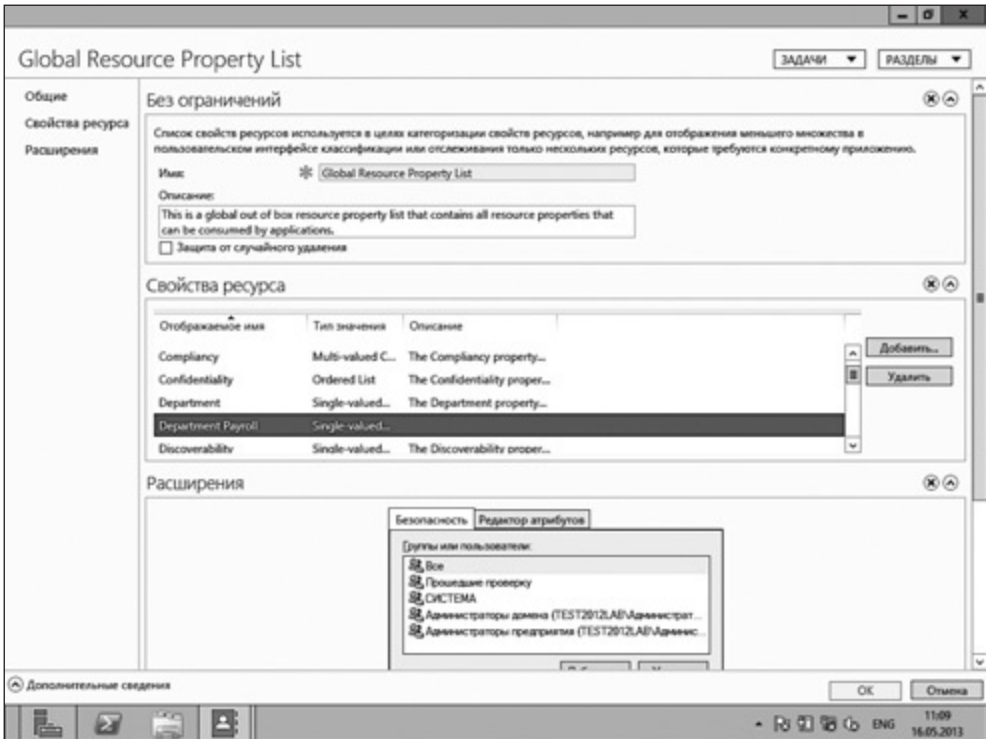 Global Resource Property List
ЗАДАЧИ
РАЗДЕЛЫ
Общие
Свойства ресурса
Расширения
Без ограничений
Список свойств ресурсов используется в целях категоризации свойств ресурсов, например для отображения меньшего множества в
пользовательском интерфейсе классификации или отслеживания только нескольких ресурсов, которые требуются конкретному приложению.
Имя: Global Resource Property List
Описание:
This is a global out of box resource property list that contains all resource properties that
can be consumed by applications.
Защита от случайного удаления
Свойства ресурса
Отображаемое имя Тип значения Описание
Compliancy Multi-valued C... The Compliancy property...
Confidentiality Ordered List The Confidentiality proper...
Department Single-valued... The Department property...
Department Payroll Single-valued...
Discoverability Single-valued... The Discoverability proper...
Добавить...
Удалить
Расширения
Безопасность Редактор атрибутов
Группы или пользователи:
Все
Прошедшие проверку
СИСТЕМА
Администраторы домена (TEST2012LAB\Администрат...
Администраторы предприятия (TEST2012LAB\Админис...
Дополнительные сведения
OK
Отмена
ENG
11:09
16.05.2013